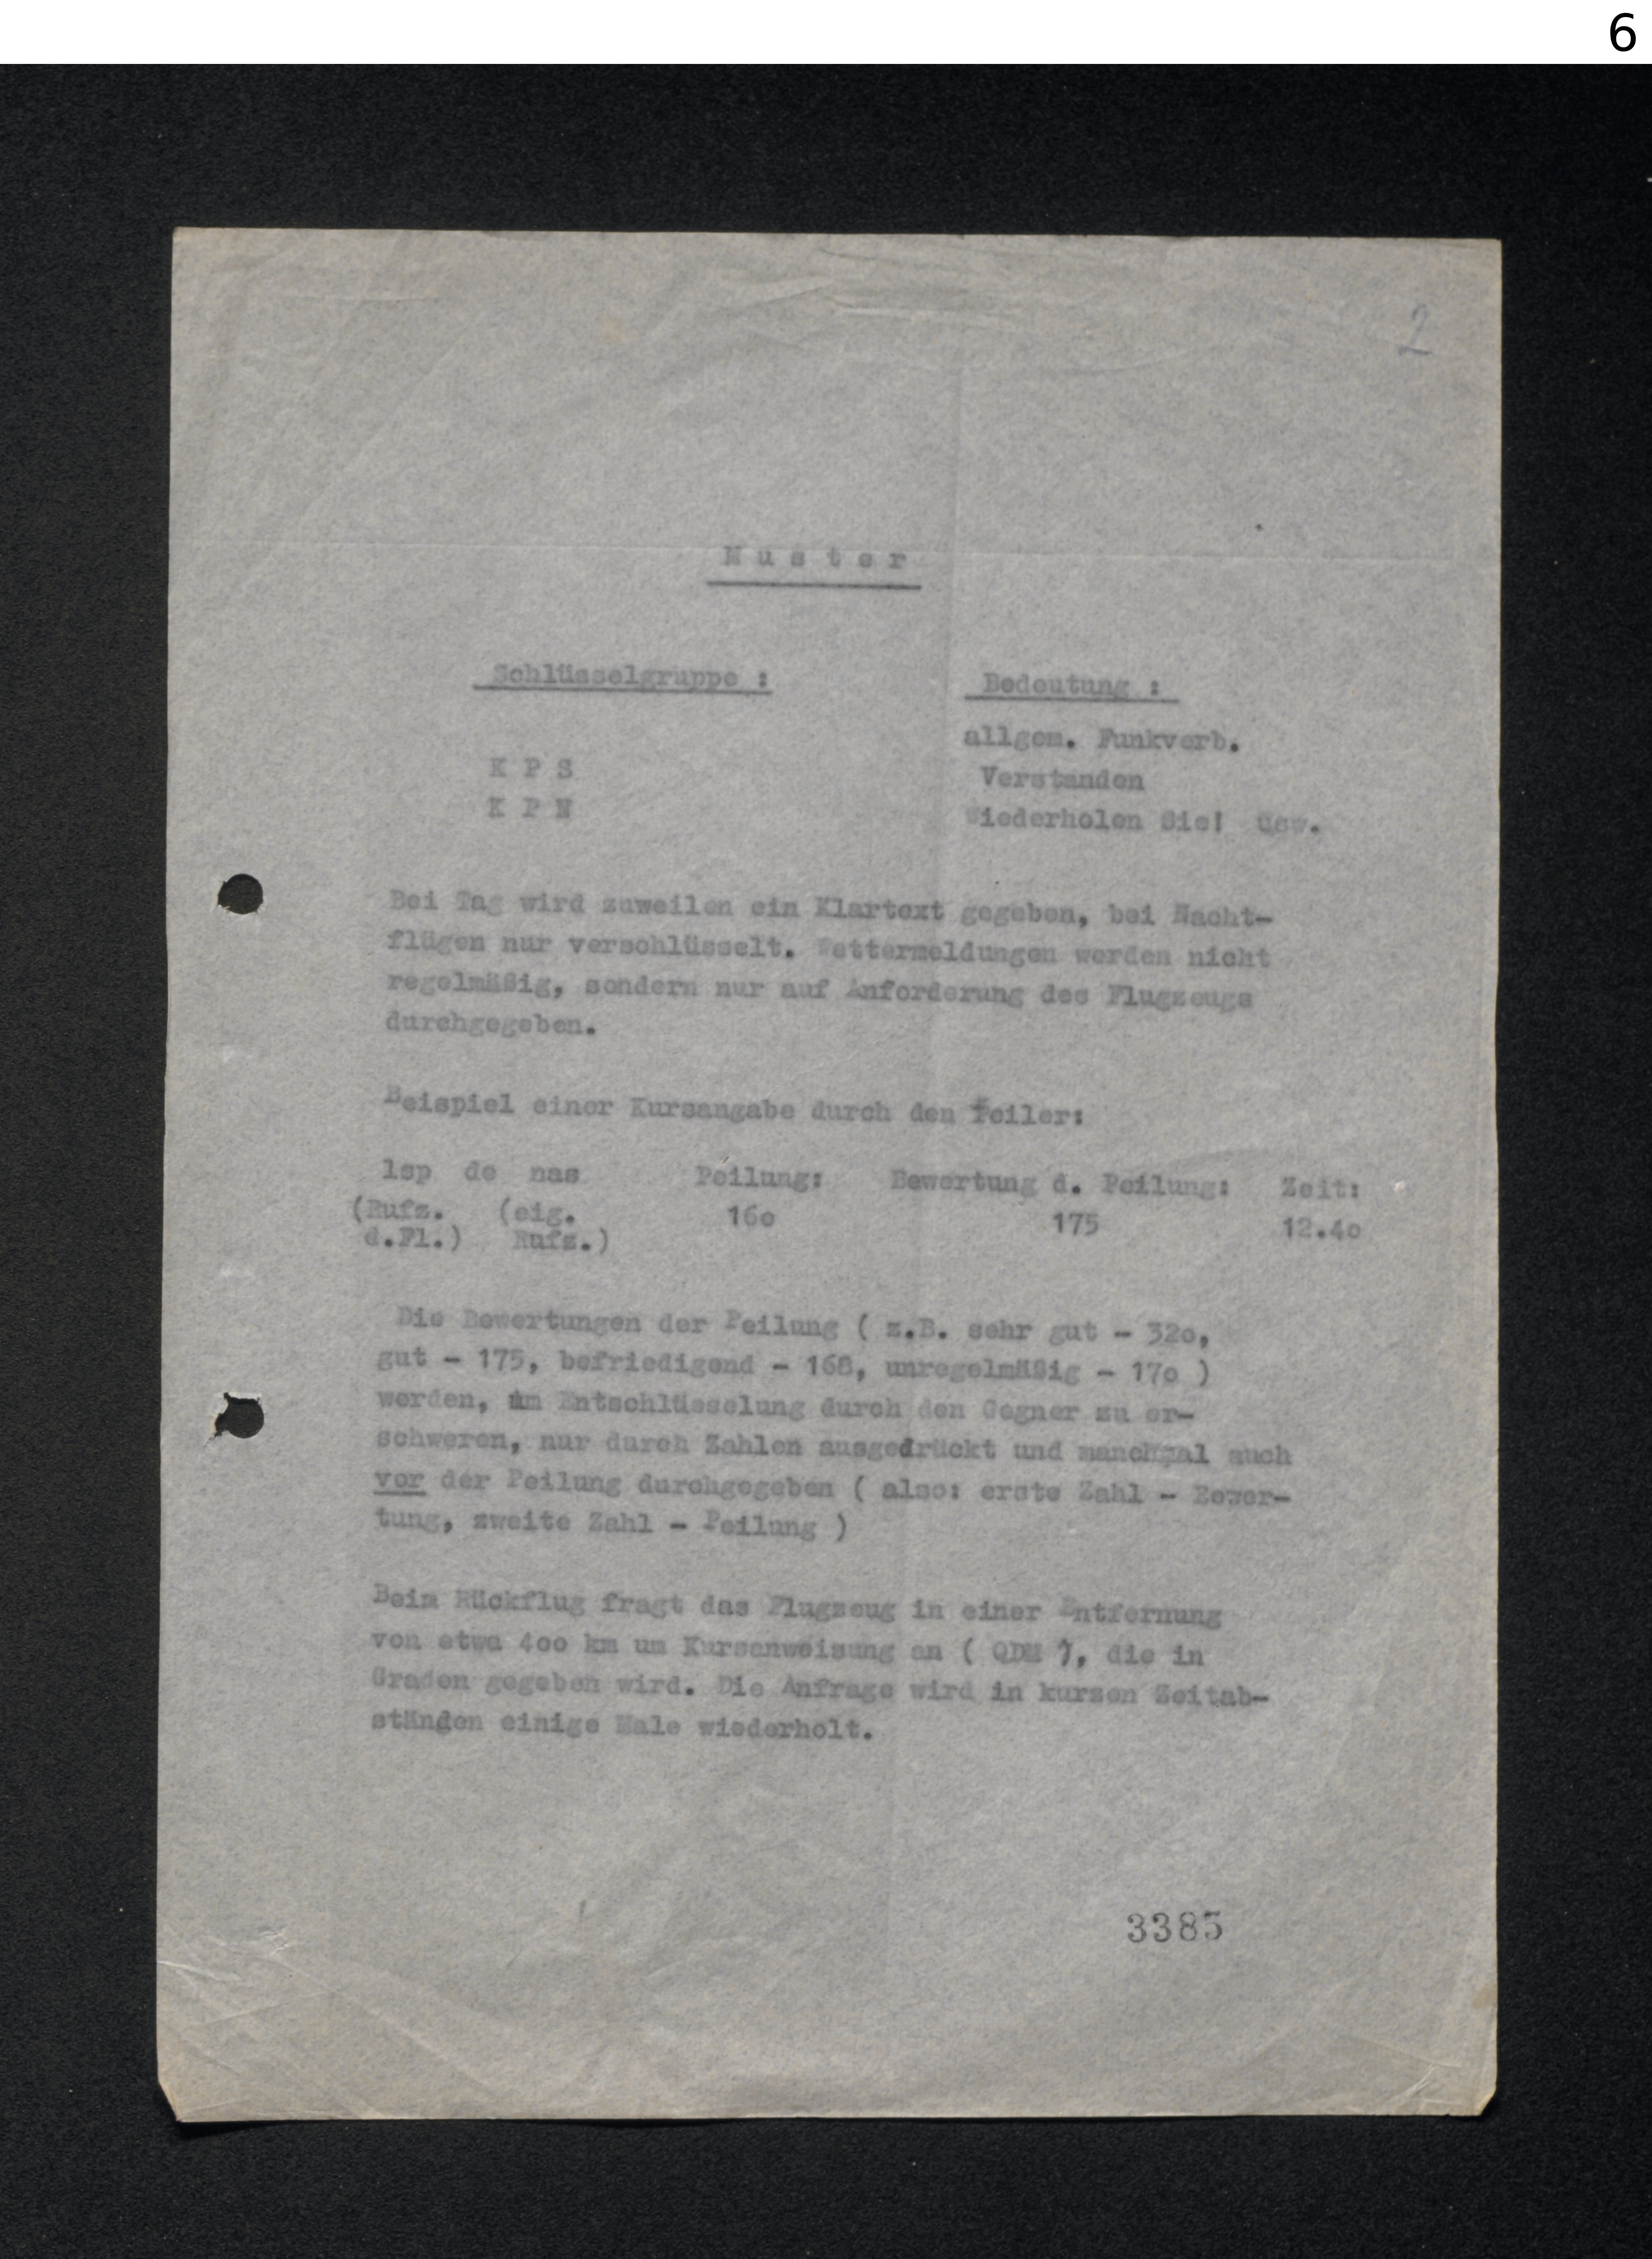 6
2
Muster
Schlüsselgruppe : Bedeutung :
allgem. Funkverb.
K P S Verstanden
K P N Wiederholen Sie! usw.
Bei Tag wird zuweilen ein Klartext gegeben, bei Nacht-
flügen nur verschlüsselt. Wettermeldungen werden nicht
regelmäßig, sondern nur auf Anforderung des Flugzeugs
durchgegeben.
Beispiel einer Kursangabe durch den Peiler:
lsp de nas Peilung: Bewertung d. Peilung: Zeit:
(Rufz. (eig. 16o 175 12.4o
d.Fl.) Rufz.)
Die Bewertungen der Peilung ( z.B. sehr gut - 32o,
gut - 175, befriedigend - 168, unregelmäßig - 17o )
werden, um Entschlüsselung durch den Gegner zu er-
schweren, nur durch Zahlen ausgedrückt und manchmal auch
vor der Peilung durchgegeben ( also: erste Zahl - Bewer-
tung, zweite Zahl - Peilung )
Beim Rückflug fragt das Flugzeug in einer Entfernung
von etwa 4oo km um Kursanweisung an ( QDM ), die in
Graden gegeben wird. Die Anfrage wird in kurzen Zeitab-
ständen einige Male wiederholt.
3385